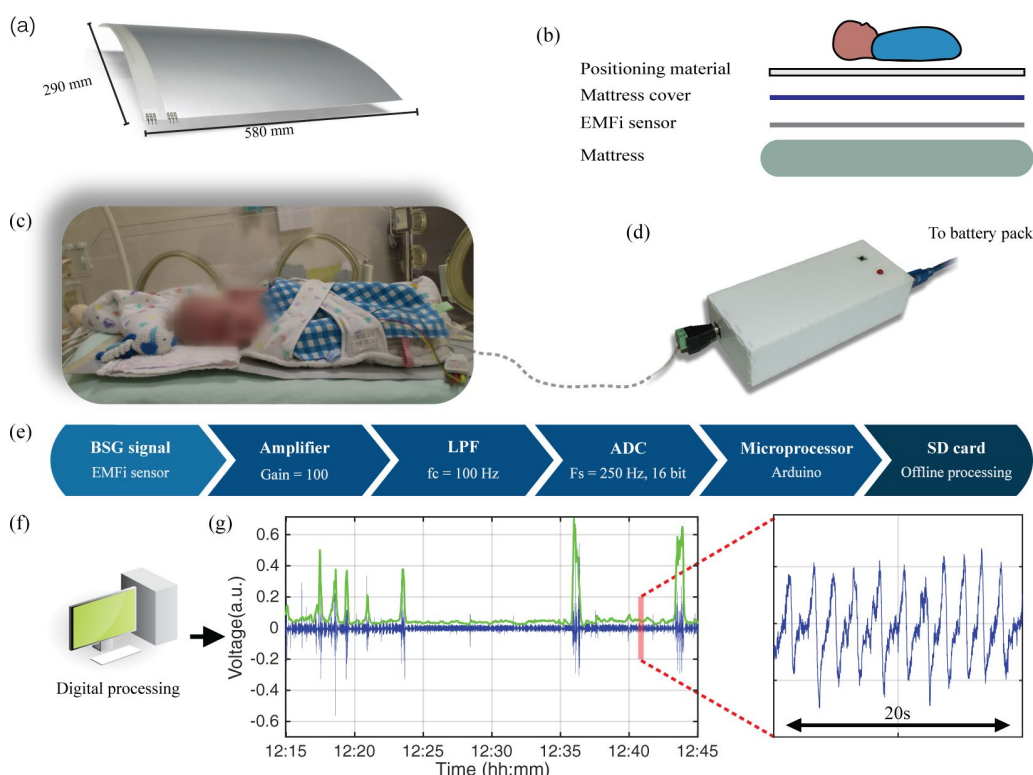 (a)
290 mm
580 mm
(b)
Positioning material
Mattress cover
EMFi sensor
Mattress
(c)
(d)
To battery pack
(e)
BSG signal
EMFi sensor
Amplifier
Gain = 100
LPF
fc = 100 Hz
ADC
Fs = 250 Hz, 16 bit
Microprocessor
Arduino
SD card
Offline processing
(f)
Digital processing
(g)
Voltage(a.u.)
0.6
0.4
0.2
0
-0.2
-0.4
-0.6
12:15
12:20
12:25
12:30
12:35
12:40
12:45
Time (hh:mm)
20s